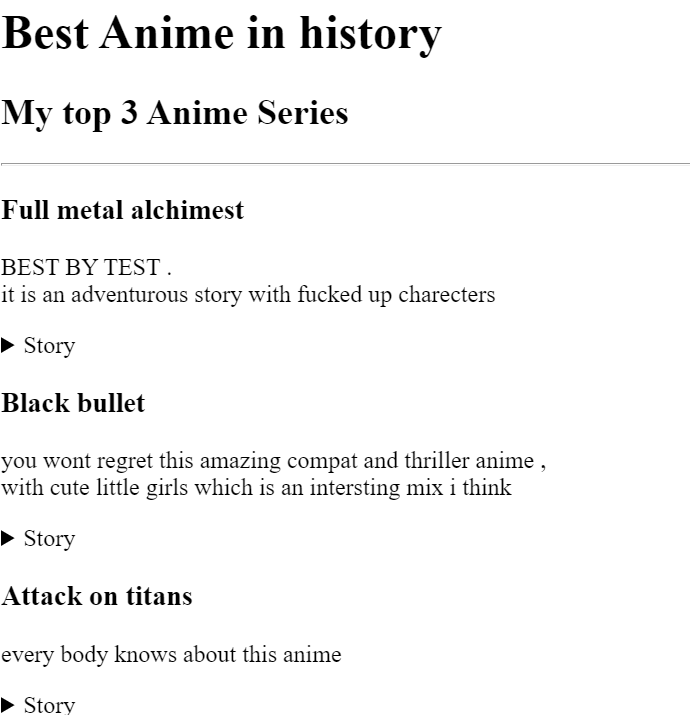 Best Anime in history
My top 3 Anime Series
Full metal alchimest
BEST BY TEST .
it is an adventurous story with fucked up charecters
Story
Black bullet
you wont regret this amazing compat and thriller anime ,
with cute little girls which is an intersting mix i think
Story
Attack on titans
every body knows about this anime
Story